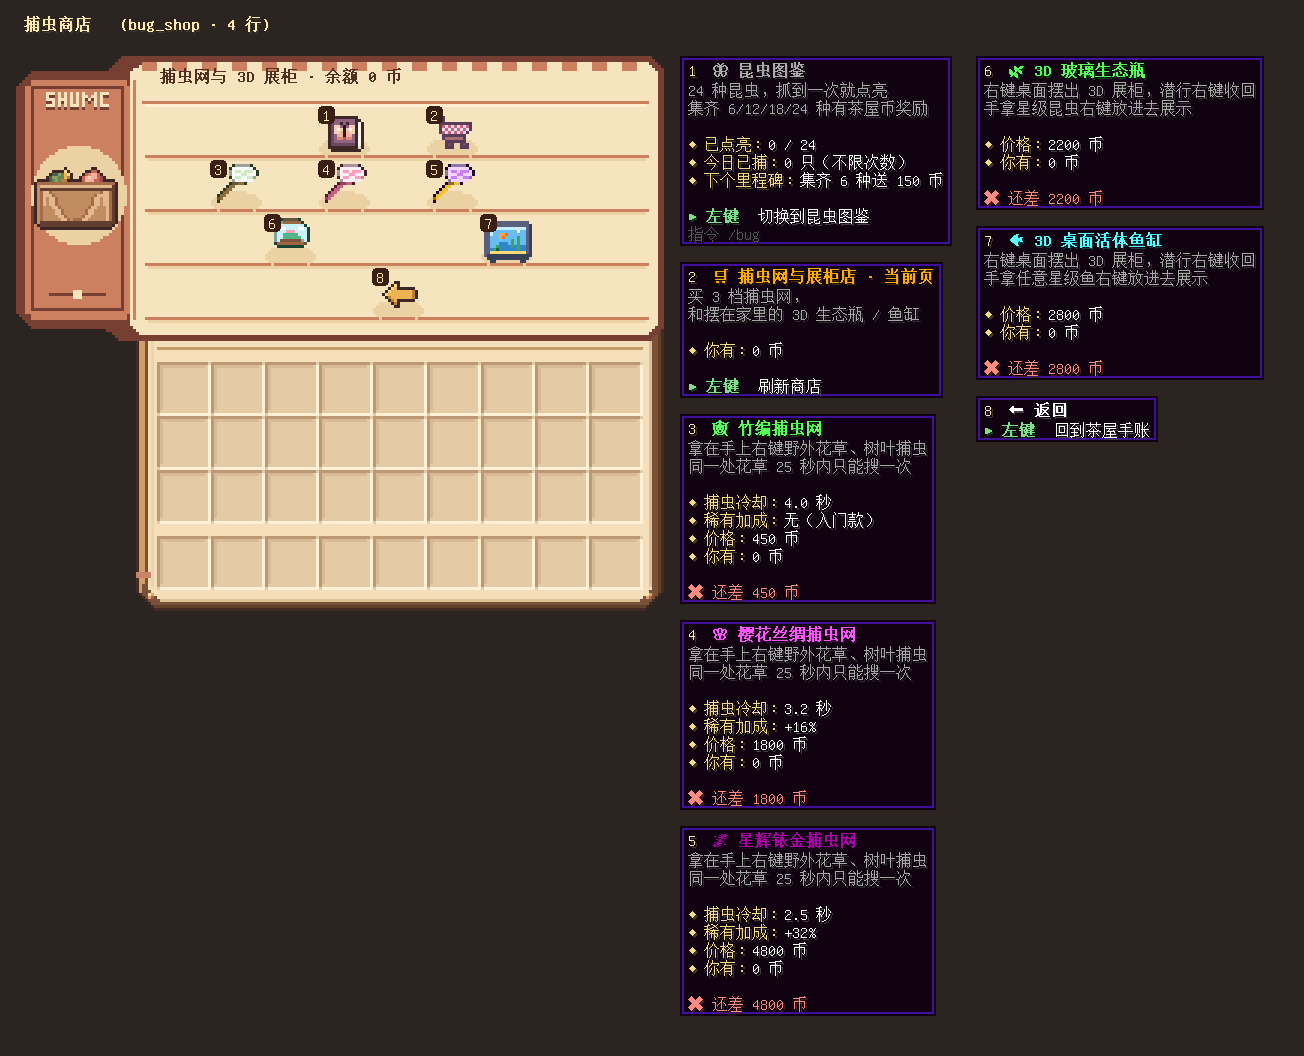 捕虫商店 (bug_shop · 4 行)
SHUMC
捕虫网与 3D 展柜 · 余额 0 币
1
2
3
4
5
6
7
8
1 昆虫图鉴
24 种昆虫，抓到一次就点亮
集齐 6/12/18/24 种有茶屋币奖励
◆ 已点亮：0 / 24
◆ 今日已捕：0 只（不限次数）
◆ 下个里程碑：集齐 6 种送 150 币
▶ 左键 切换到昆虫图鉴
指令 /bug
2 🛒 捕虫网与展柜店 · 当前页
买 3 档捕虫网，
和摆在家里的 3D 生态瓶 / 鱼缸
◆ 你有：0 币
▶ 左键 刷新商店
3 竹编捕虫网
拿在手上右键野外花草、树叶捕虫
同一处花草 25 秒内只能搜一次
◆ 捕虫冷却：4.0 秒
◆ 稀有加成：无（入门款）
◆ 价格：450 币
◆ 你有：0 币
✖ 还差 450 币
4 🌸 樱花丝绸捕虫网
拿在手上右键野外花草、树叶捕虫
同一处花草 25 秒内只能搜一次
◆ 捕虫冷却：3.2 秒
◆ 稀有加成：+16%
◆ 价格：1800 币
◆ 你有：0 币
✖ 还差 1800 币
5 星辉铱金捕虫网
拿在手上右键野外花草、树叶捕虫
同一处花草 25 秒内只能搜一次
◆ 捕虫冷却：2.5 秒
◆ 稀有加成：+32%
◆ 价格：4800 币
◆ 你有：0 币
✖ 还差 4800 币
6 🌿 3D 玻璃生态瓶
右键桌面摆出 3D 展柜，潜行右键收回
手拿星级昆虫右键放进去展示
◆ 价格：2200 币
◆ 你有：0 币
✖ 还差 2200 币
7 🐠 3D 桌面活体鱼缸
右键桌面摆出 3D 展柜，潜行右键收回
手拿任意星级鱼右键放进去展示
◆ 价格：2800 币
◆ 你有：0 币
✖ 还差 2800 币
8 ⬅ 返回
▶ 左键 回到茶屋手账